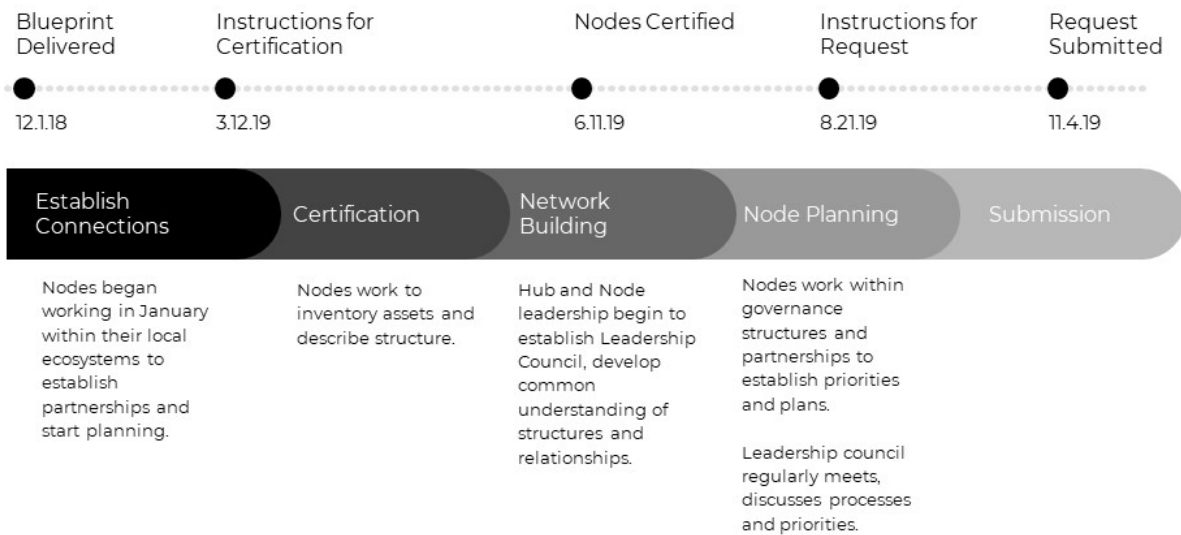 Blueprint
Delivered
Instructions for
Certification
Nodes Certified
Instructions for
Request
Request
Submitted
12.1.18
3.12.19
6.11.19
8.21.19
11.4.19
Establish
Connections
Certification
Network
Building
Node Planning
Submission
Nodes began
working in January
within their local
ecosystems to
establish
partnerships and
start planning.
Nodes work to
inventory assets and
describe structure.
Hub and Node
leadership begin to
establish Leadership
Council, develop
common
understanding of
structures and
relationships.
Nodes work within
governance
structures and
partnerships to
establish priorities
and plans.
Leadership council
regularly meets,
discusses processes
and priorities.